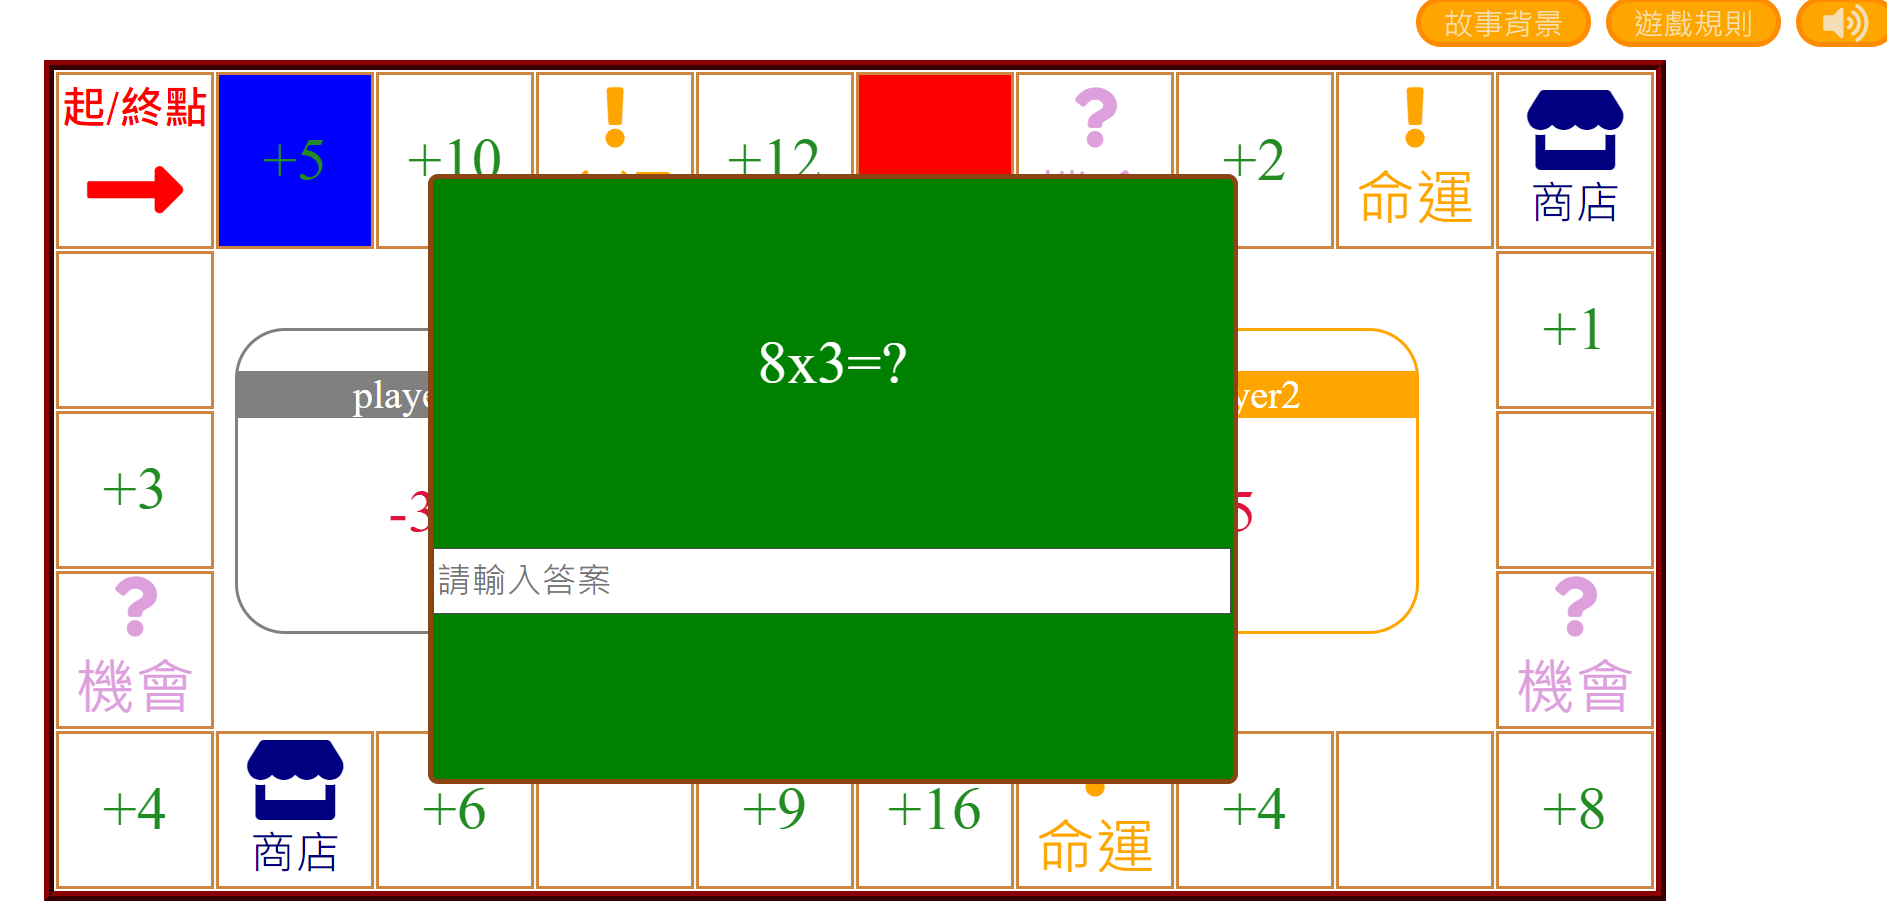 故事背景
遊戲規則
起/終點
+5
+10
+12
?
+2
!
命運
!
商店
+1
8x3=?
playe
yer2
+3
-3
5
請輸入答案
?
機會
?
機會
+4
商店
+6
+9
+16
命運
+4
+8